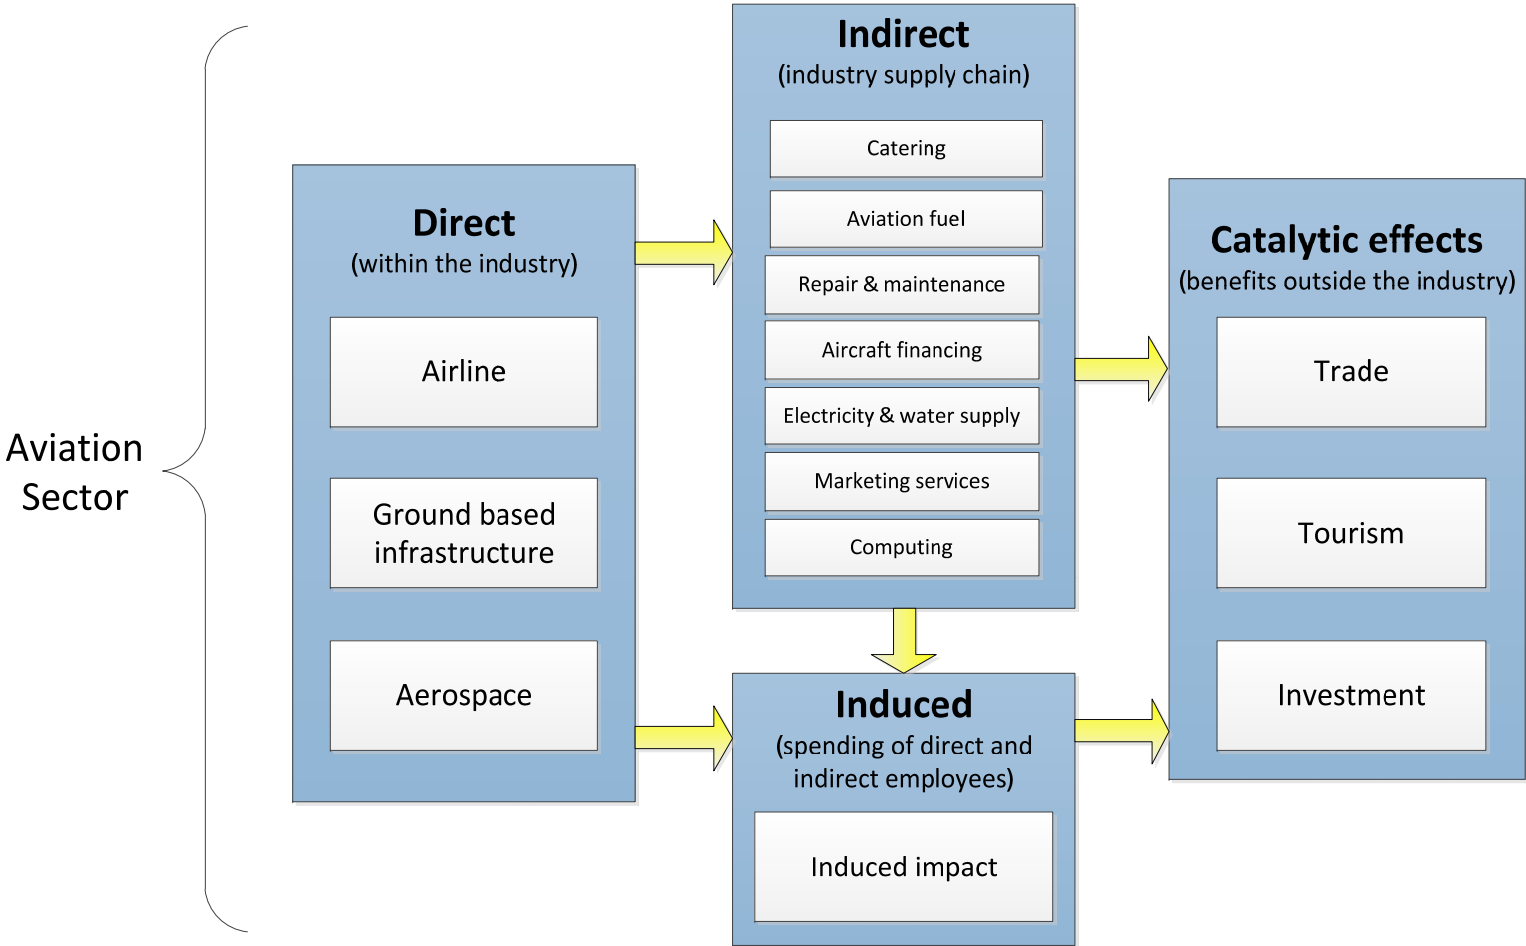 Aviation
Sector
Direct
(within the industry)
Airline
Ground based
infrastructure
Aerospace
Indirect
(industry supply chain)
Catering
Aviation fuel
Repair & maintenance
Aircraft financing
Electricity & water supply
Marketing services
Computing
Induced
(spending of direct and
indirect employees)
Induced impact
Catalytic effects
(benefits outside the industry)
Trade
Tourism
Investment